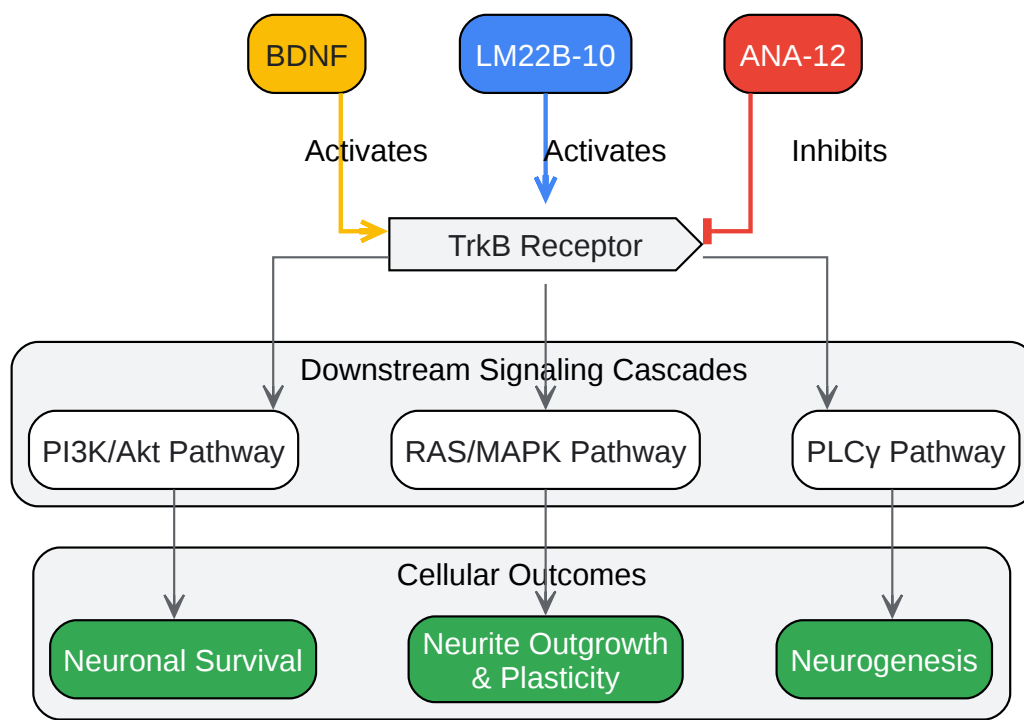 BDNF
LM22B-10
ANA-12
Activates
Activates
Inhibits
TrkB Receptor
Downstream Signaling Cascades
PI3K/Akt Pathway
RAS/MAPK Pathway
PLCγ Pathway
Cellular Outcomes
Neuronal Survival
Neurite Outgrowth
& Plasticity
Neurogenesis